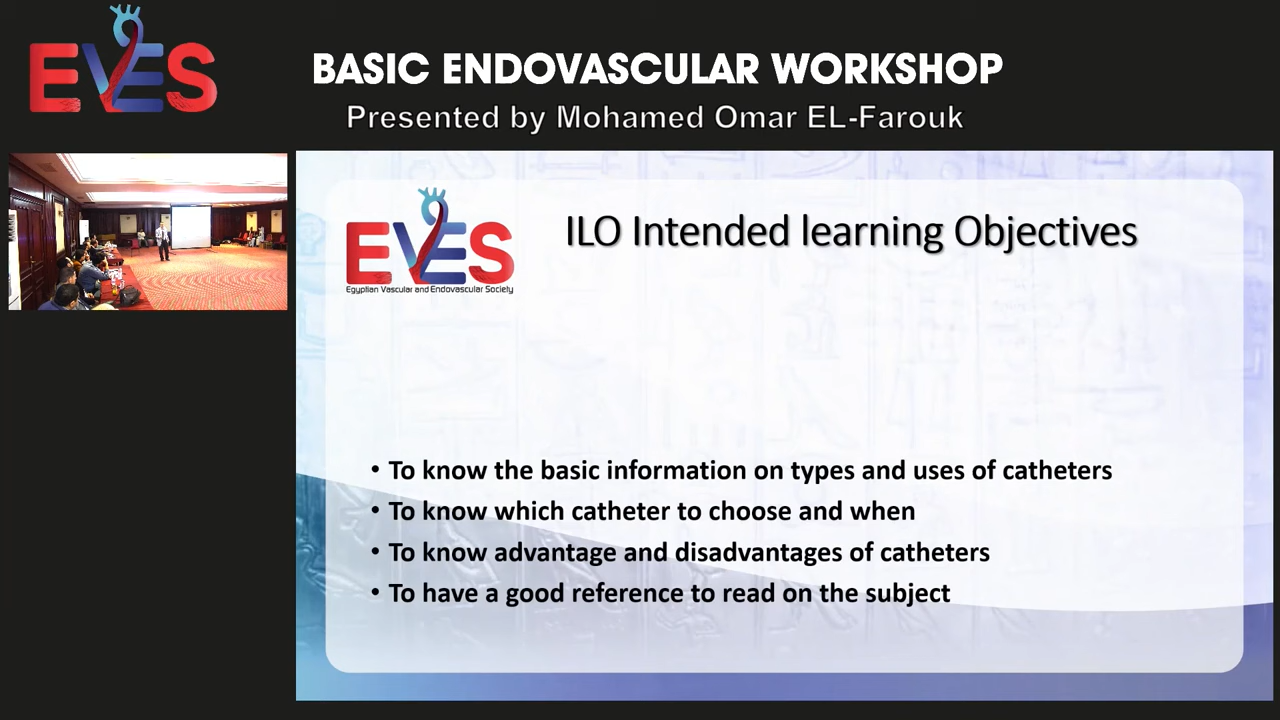 EVES
BASIC ENDOVASCULAR WORKSHOP
Presented by Mohamed Omar EL-Farouk
EVES
Egyptian Vascular and Endovascular Society
ILO Intended learning Objectives
• To know the basic information on types and uses of catheters
• To know which catheter to choose and when
• To know advantage and disadvantages of catheters
• To have a good reference to read on the subject